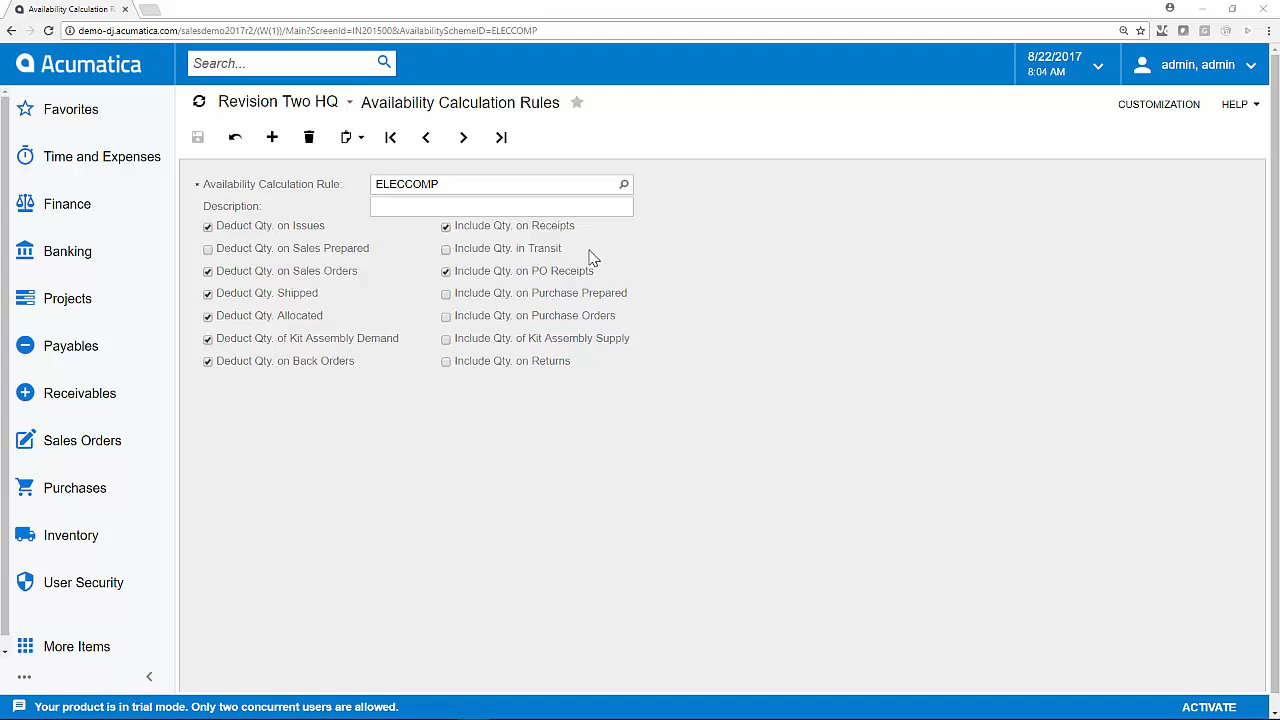 Availability Calculation R
demo-dj.acumatica.com/salesdemo2017r2/(W(1))/Main?ScreenId=IN201500&AvailabilitySchemeID=ELECCOMP
Acumatica
Search...
8/22/2017
8:04 AM
admin, admin
Favorites
Time and Expenses
Finance
Banking
Projects
Payables
Receivables
Sales Orders
Purchases
Inventory
User Security
More Items
Revision Two HQ
Availability Calculation Rules
CUSTOMIZATION
HELP
Availability Calculation Rule:
ELECCOMP
Description:
Deduct Qty. on Issues
Deduct Qty. on Sales Prepared
Deduct Qty. on Sales Orders
Deduct Qty. Shipped
Deduct Qty. Allocated
Deduct Qty. of Kit Assembly Demand
Deduct Qty. on Back Orders
Include Qty. on Receipts
Include Qty. in Transit
Include Qty. on PO Receipts
Include Qty. on Purchase Prepared
Include Qty. on Purchase Orders
Include Qty. of Kit Assembly Supply
Include Qty. on Returns
Your product is in trial mode. Only two concurrent users are allowed.
ACTIVATE